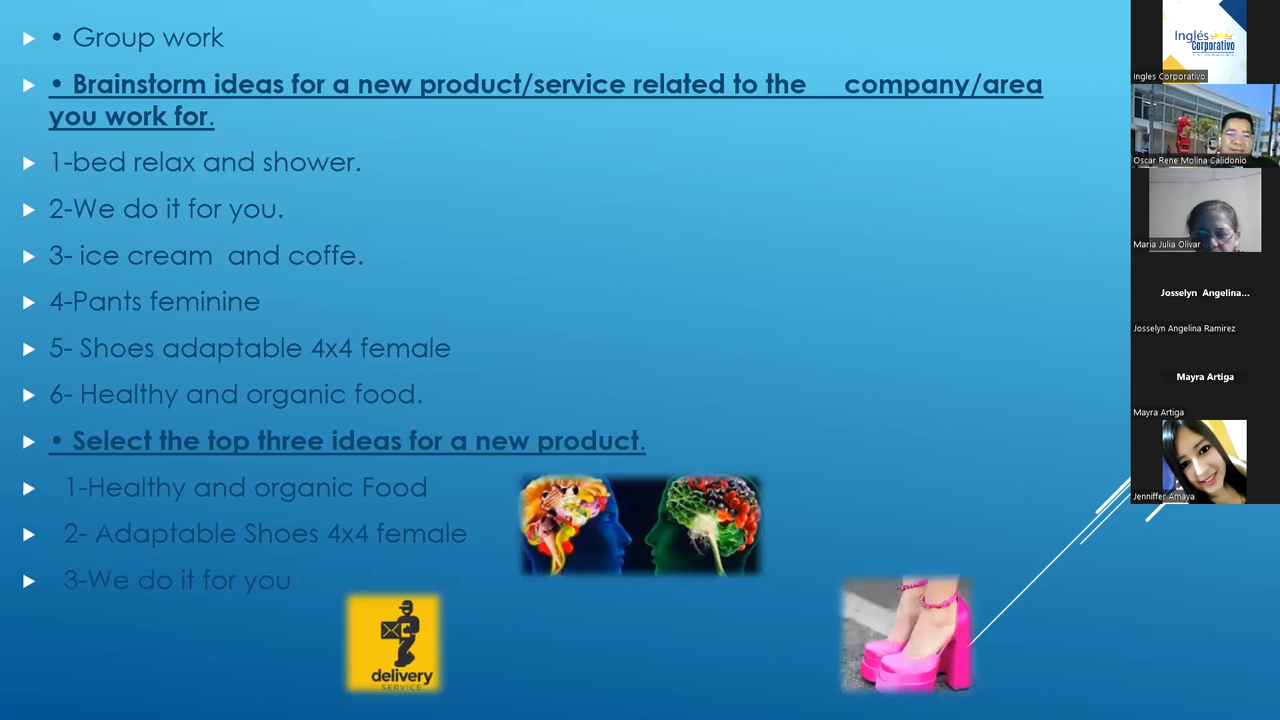 • Group work
• Brainstorm ideas for a new product/service related to the company/area
you work for.
1-bed relax and shower.
2-We do it for you.
3- ice cream and coffe.
4-Pants feminine
5- Shoes adaptable 4x4 female
6- Healthy and organic food.
• Select the top three ideas for a new product.
1-Healthy and organic Food
2- Adaptable Shoes 4x4 female
3-We do it for you
delivery
SERVICE
Inglés
Corporativo
Ingles Corporativo
Oscar Rene Molina Calidonio
Maria Julia Olivar
Josselyn Angelina...
Josselyn Angelina Ramirez
Mayra Artiga
Mayra Artiga
Jenniffer Amaya